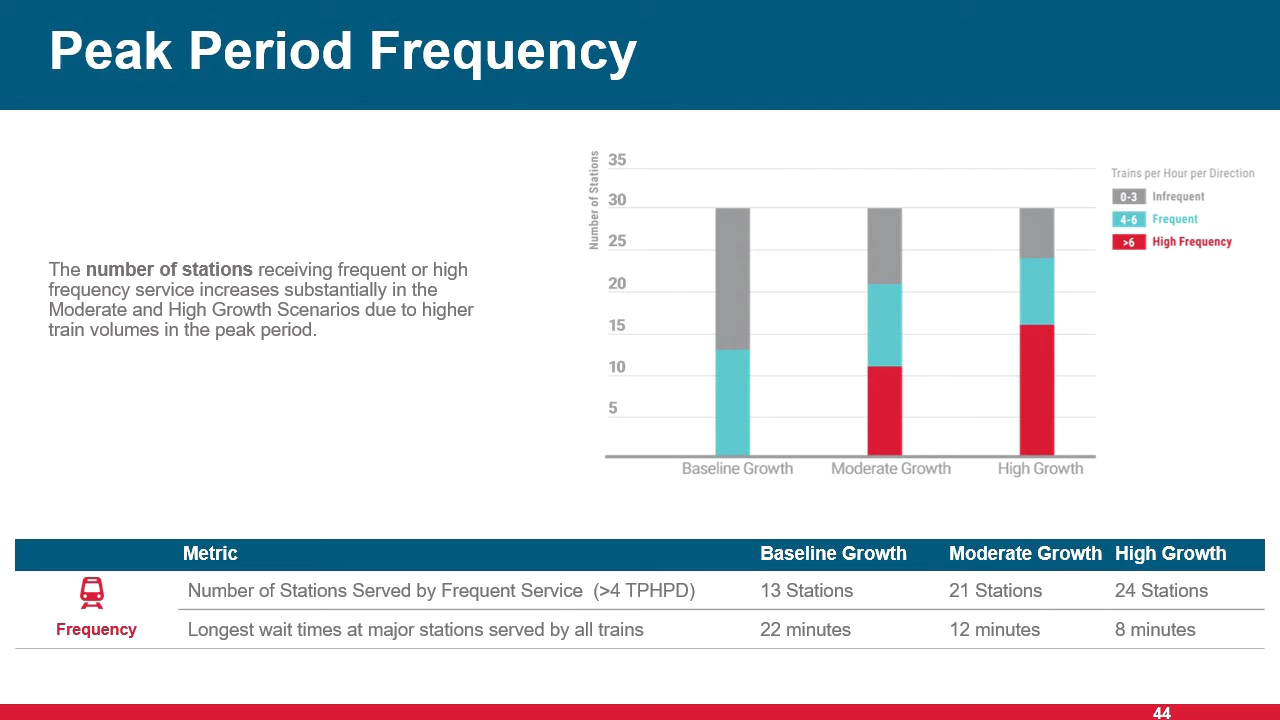 Peak Period Frequency
The number of stations receiving frequent or high
frequency service increases substantially in the
Moderate and High Growth Scenarios due to higher
train volumes in the peak period.
Number of Stations
35
30
25
20
15
10
5
Baseline Growth Moderate Growth High Growth
Trains per Hour per Direction
0-3 Infrequent
4-6 Frequent
>6 High Frequency
Metric Baseline Growth Moderate Growth High Growth
Number of Stations Served by Frequent Service (>4 TPHPD) 13 Stations 21 Stations 24 Stations
Frequency Longest wait times at major stations served by all trains 22 minutes 12 minutes 8 minutes
44